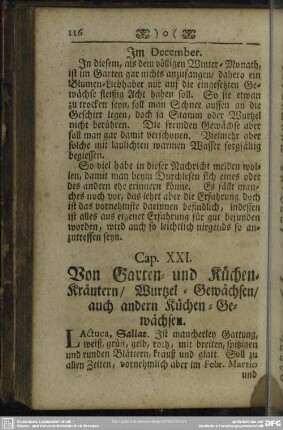 116
)o(
Im December.
In diesem, als dem völligen Winter-Monath,
ist im Garten gar nichts anzufangen/ dahero ein
Blumen-Liebhaber nur auf die eingesetzten Ge-
wächse fleißig Acht haben soll. So sie etwan
zu trocken seyn, soll man Schnee aussen an die
Geschirr legen, doch ja Stamm oder Wurtzel
nicht berühren. Die fremden Gewächse aber
soll man gar damit verschonen. Vielmehr aber
solche mit laulichten warmen Wasser sorgfältig
begiessen.
So viel habe in dieser Nachricht melden wol-
len, damit man beym Durchlesen sich eines oder
des andern ehe erinnern könne. Es fällt man-
ches noch vor, das jetzt aber die Erfahrung doch
ist das vornehmste darinnen befindlich, indessen
ist alles aus eigener Erfahrung für gut befunden
worden, wird auch so leichtlich nirgends so an-
zutreffen seyn.
Cap. XXI.
Von Garten- und Küchen-
Kräutern/ Wurtzel-Gewächsen/
auch andern Küchen-Ge-
wächsen.
LActuca, Sallat. Ist mancherley Gattung,
weiß, grün, gelb, roth, mit breiten, spitzigen
und runden Blättern, krauß und glatt. Soll zu
allen Zeiten, vornehmlich aber im Febr. Martio
und